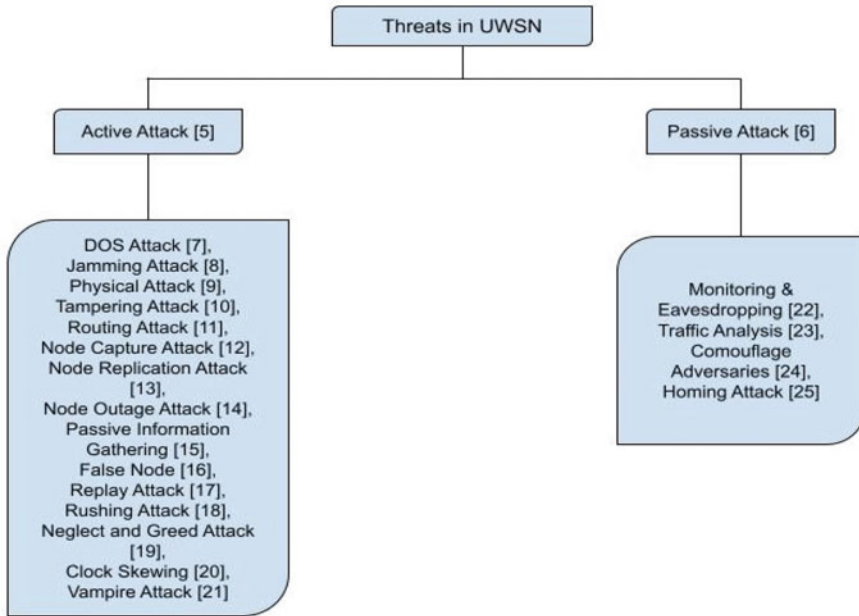 Threats in UWSN
Active Attack [5]
Passive Attack [6]
DOS Attack [7],
Jamming Attack [8],
Physical Attack [9],
Tampering Attack [10],
Routing Attack [11],
Node Capture Attack [12],
Node Replication Attack
[13],
Node Outage Attack [14],
Passive Information
Gathering [15],
False Node [16],
Replay Attack [17],
Rushing Attack [18],
Neglect and Greed Attack
[19],
Clock Skewing [20],
Vampire Attack [21]
Monitoring &
Eavesdropping [22],
Traffic Analysis [23],
Comouflage
Adversaries [24],
Homing Attack [25]